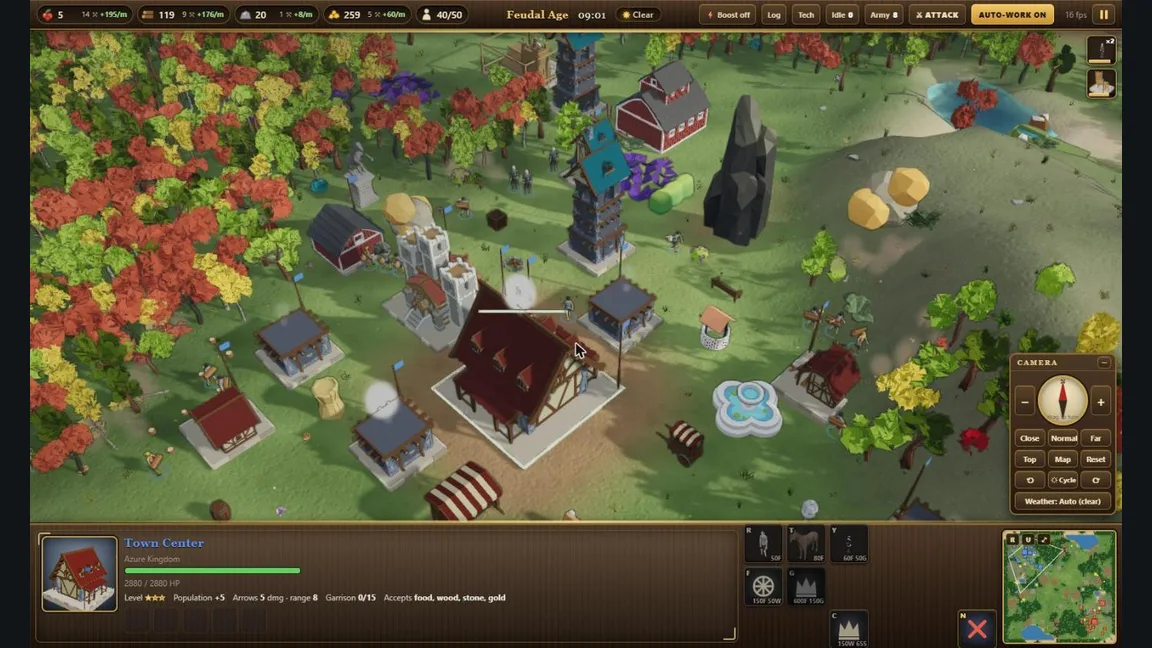 5 14 +195/m 119 9 +176/m 20 1 +8/m 259 5 +60/m 40/50 Feudal Age 09:01 Clear Boost off Log Tech Idle 0 Army 8 ATTACK AUTO-WORK ON 16 fps
x2
CAMERA
− +
Close Normal Far
Top Map Reset
Cycle
Weather: Auto (clear)
Town Center
Azure Kingdom
2880 / 2880 HP
Level Population +5 Arrows 5 dmg · range 8 Garrison 0/15 Accepts food, wood, stone, gold
R T Y
50F 80F 60F 50G
F G
150F 50W 600F 150G
C N
150W 65S
R U